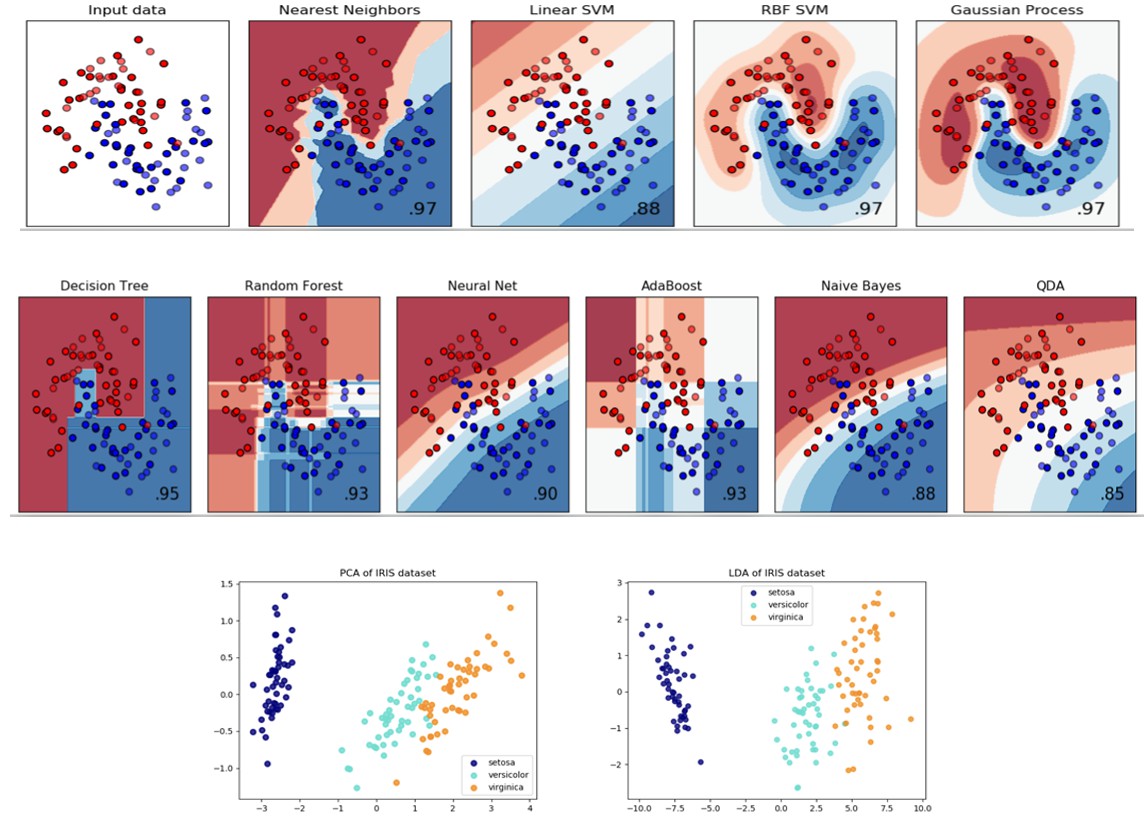 Input data
Nearest Neighbors
Linear SVM
RBF SVM
Gaussian Process
.97
.88
.97
.97
Decision Tree
Random Forest
Neural Net
AdaBoost
Naive Bayes
QDA
.95
.93
.90
.93
.88
.85
PCA of IRIS dataset
1.5
1.0
0.5
0.0
−0.5
−1.0
−3
−2
−1
0
1
2
3
4
setosa
versicolor
virginica
LDA of IRIS dataset
3
2
1
0
−1
−2
−10.0
−7.5
−5.0
−2.5
0.0
2.5
5.0
7.5
10.0
setosa
versicolor
virginica